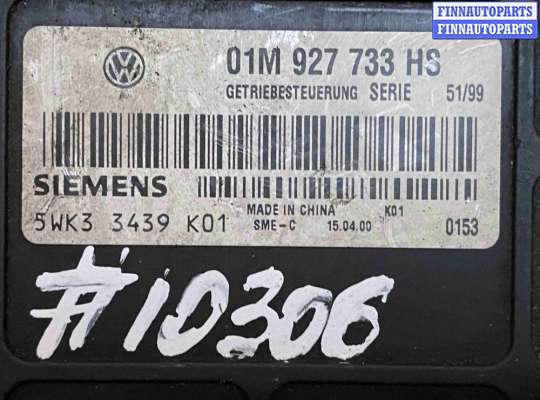 FINNAUTOPARTS
FINNAUTOPARTS
01M 927 733 HS
GETRIEBESTEUERUNG SERIE 51/99
SIEMENS
5WK3 3439 K01
MADE IN CHINA K01
SME-C 15.04.00 0153
#10306